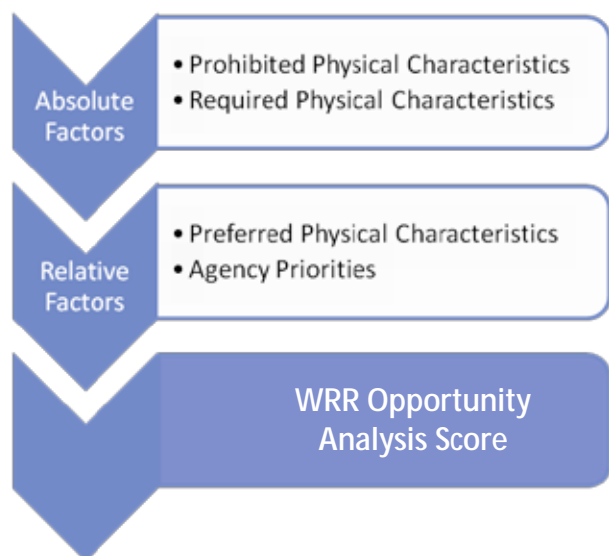 Absolute
Factors
• Prohibited Physical Characteristics
• Required Physical Characteristics
Relative
Factors
• Preferred Physical Characteristics
• Agency Priorities
WRR Opportunity
Analysis Score